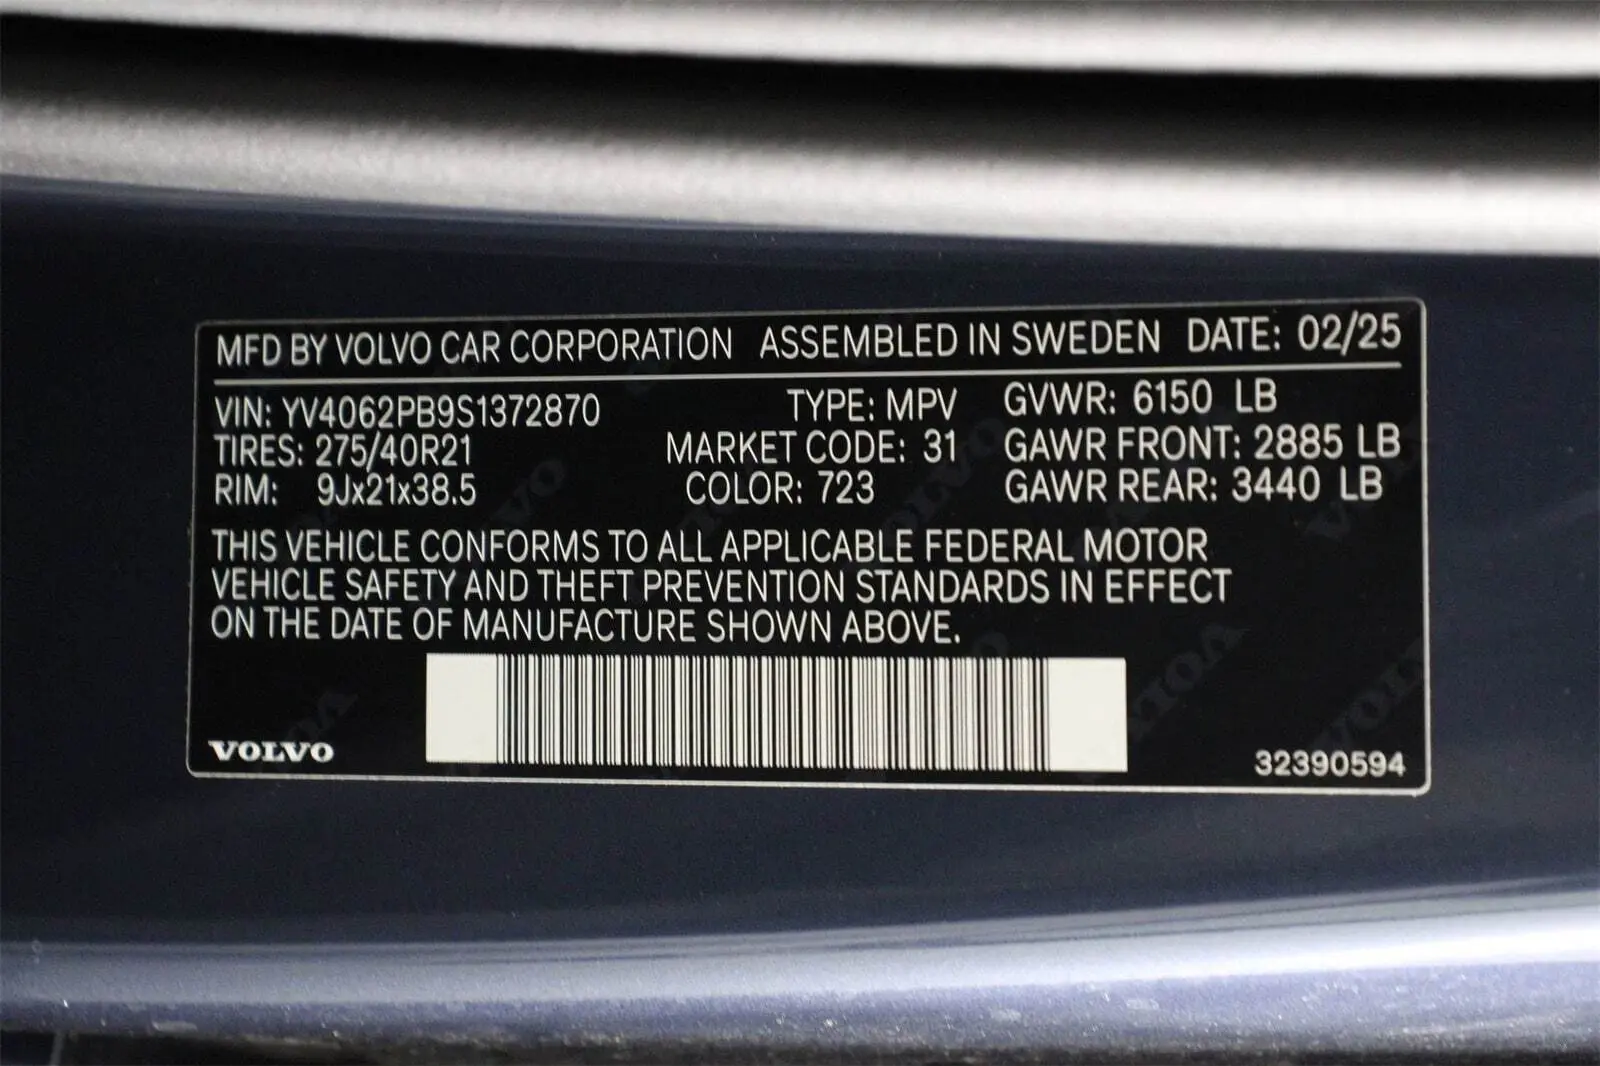 MFD BY VOLVO CAR CORPORATION ASSEMBLED IN SWEDEN DATE: 02/25
VIN: YV4062PB9S1372870 TYPE: MPV GVWR: 6150 LB
TIRES: 275/40R21 MARKET CODE: 31 GAWR FRONT: 2885 LB
RIM: 9Jx21x38.5 COLOR: 723 GAWR REAR: 3440 LB
THIS VEHICLE CONFORMS TO ALL APPLICABLE FEDERAL MOTOR
VEHICLE SAFETY AND THEFT PREVENTION STANDARDS IN EFFECT
ON THE DATE OF MANUFACTURE SHOWN ABOVE.
VOLVO 32390594